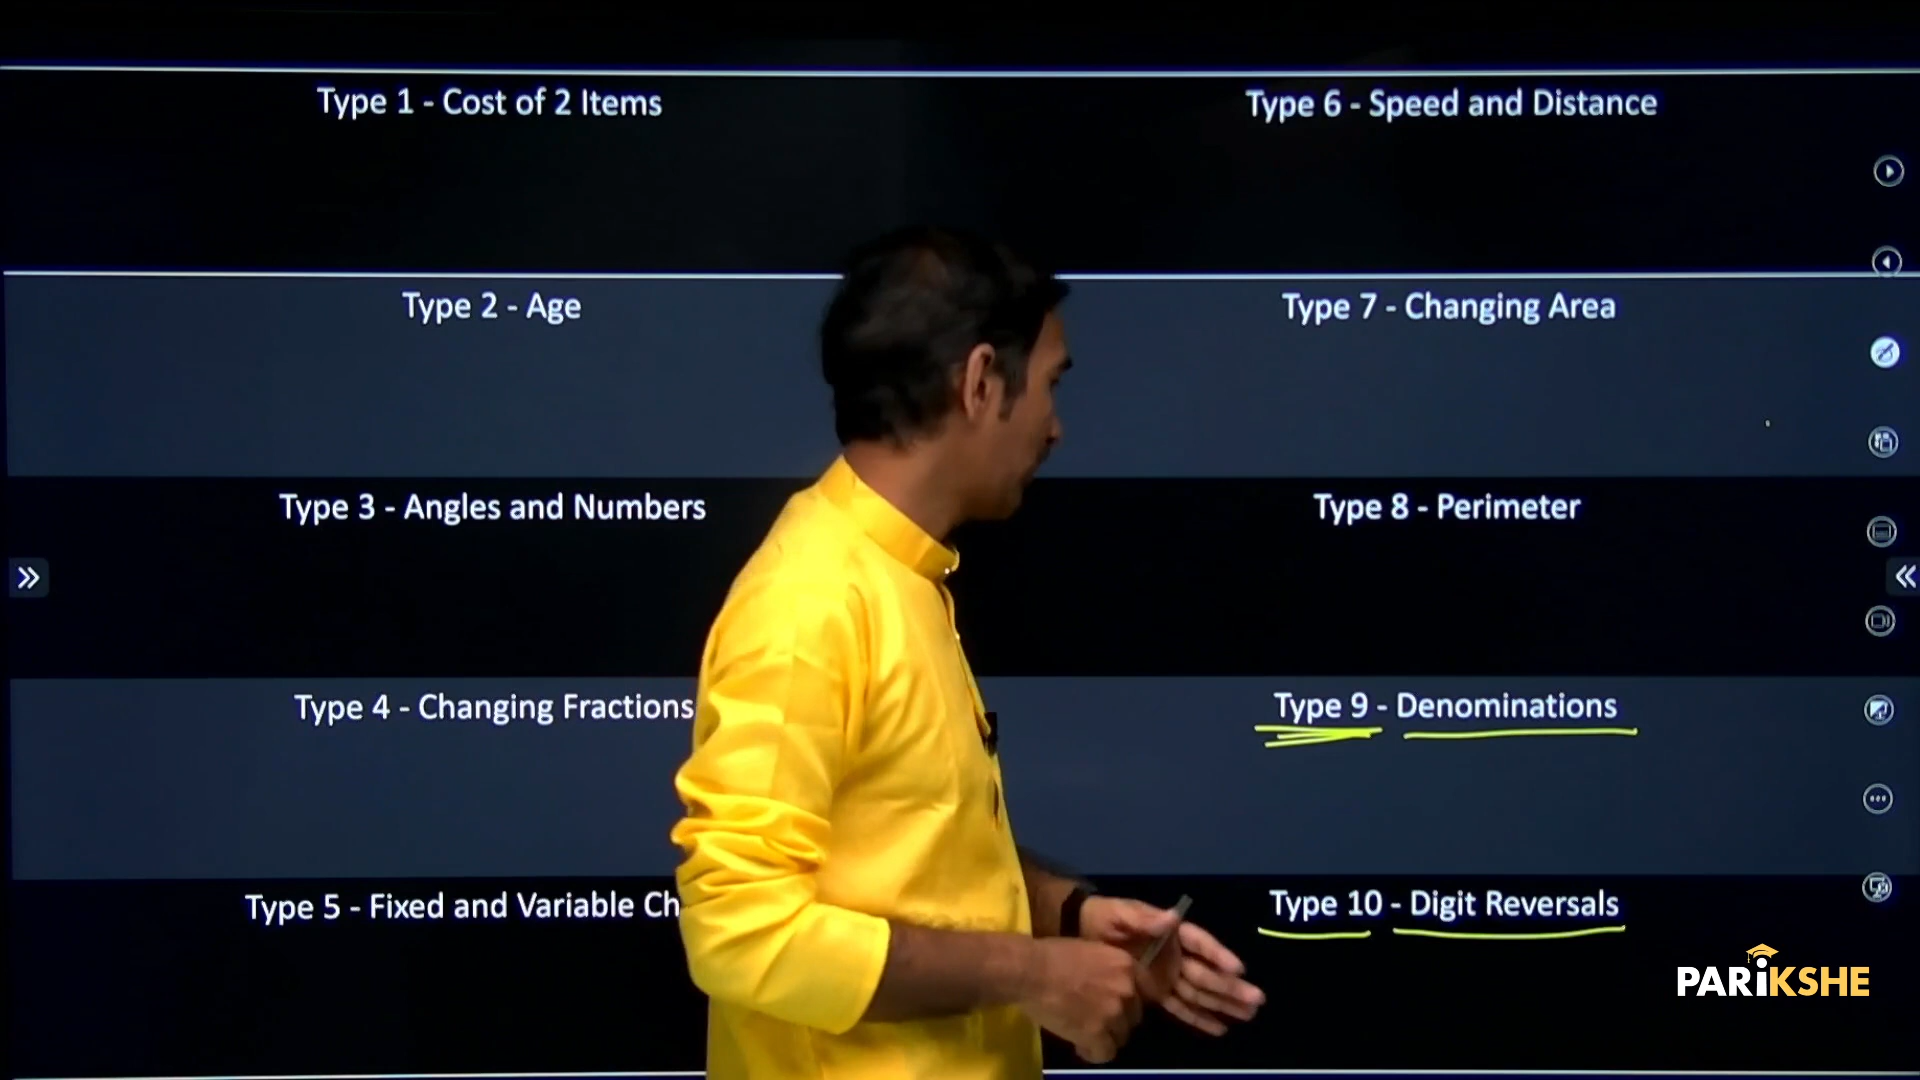 Type 1 - Cost of 2 Items
Type 6 - Speed and Distance
Type 2 - Age
Type 7 - Changing Area
Type 3 - Angles and Numbers
Type 8 - Perimeter
Type 4 - Changing Fractions
Type 9 - Denominations
Type 5 - Fixed and Variable Ch
Type 10 - Digit Reversals
PARiKSHE